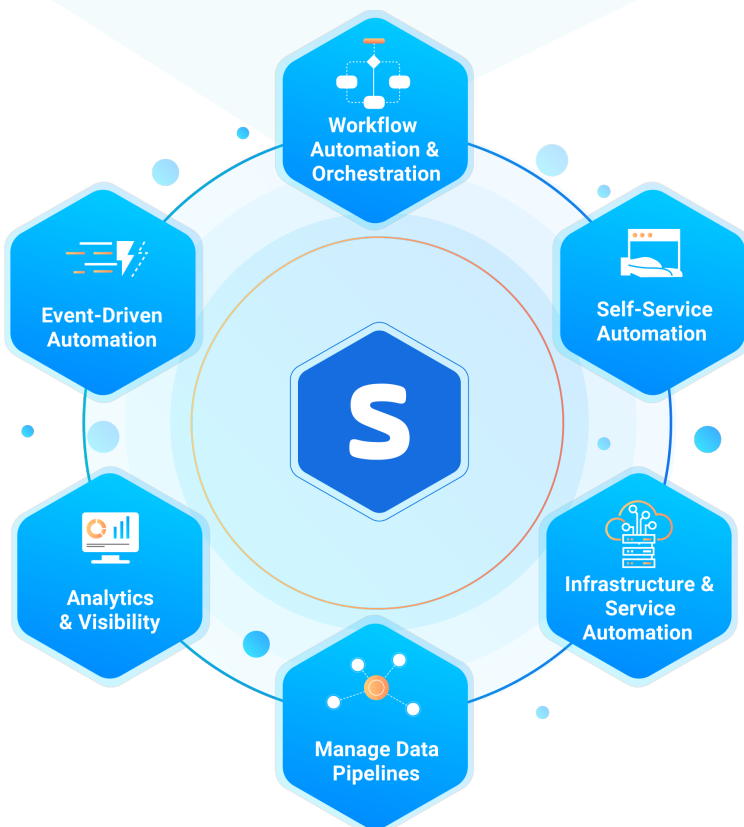 Workflow
Automation &
Orchestration
Event-Driven
Automation
Self-Service
Automation
S
Analytics
& Visibility
Infrastructure &
Service
Automation
Manage Data
Pipelines